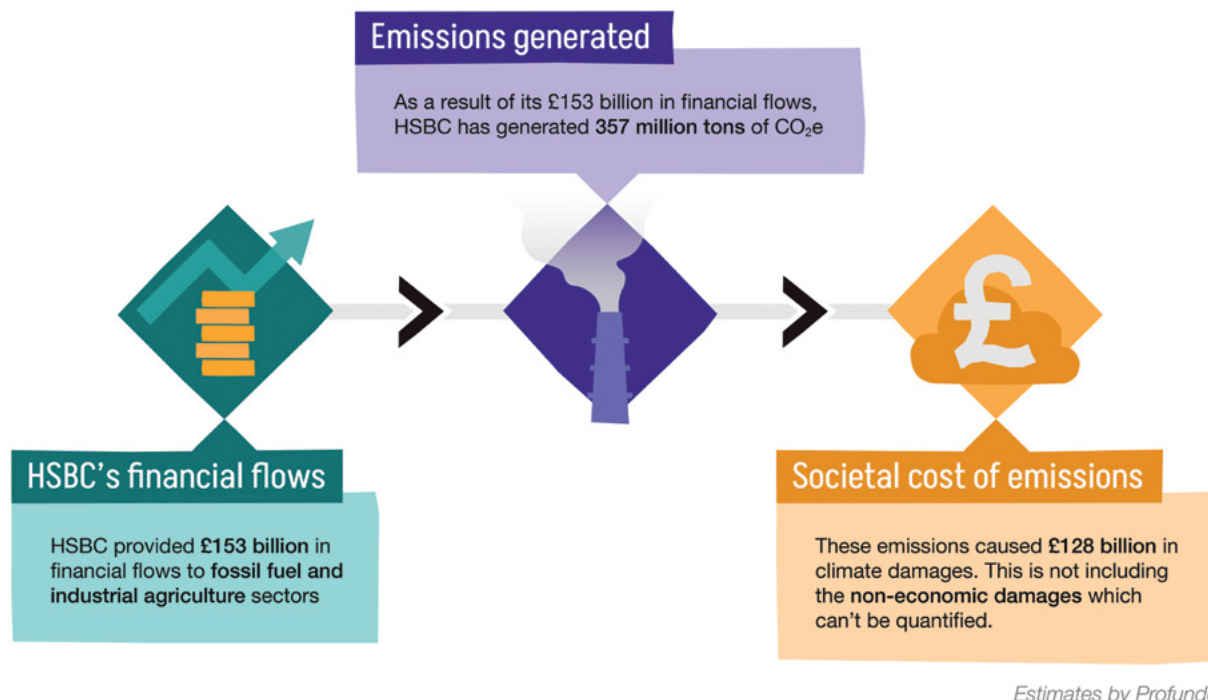 Emissions generated
As a result of its £153 billion in financial flows,
HSBC has generated 357 million tons of CO₂e
HSBC's financial flows
HSBC provided £153 billion in
financial flows to fossil fuel and
industrial agriculture sectors
Societal cost of emissions
These emissions caused £128 billion in
climate damages. This is not including
the non-economic damages which
can't be quantified.
Estimates by